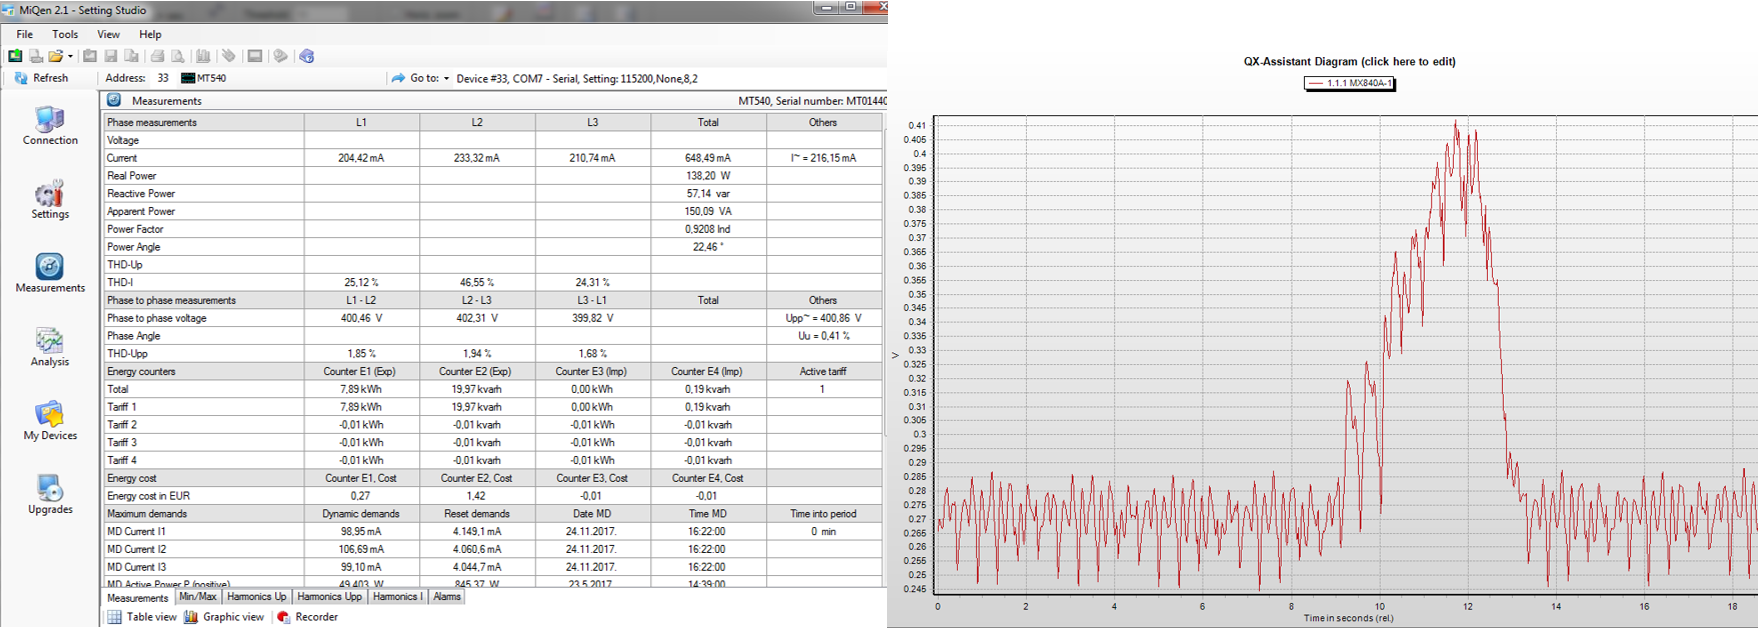 MiQen 2.1 - Setting Studio
File Tools View Help
Refresh Address: 33 MT540 Go to: Device #33, COM7 - Serial, Setting: 115200,None,8,2
Connection
Settings
Measurements
Analysis
My Devices
Upgrades
Measurements MT540, Serial number: MT01440
Phase measurements L1 L2 L3 Total Others
Voltage
Current 204,42 mA 233,32 mA 210,74 mA 648,49 mA I~ = 216,15 mA
Real Power 138,20 W
Reactive Power 57,14 var
Apparent Power 150,09 VA
Power Factor 0,9208 Ind
Power Angle 22,46 °
THD-Up
THD-I 25,12 % 46,55 % 24,31 %
Phase to phase measurements L1 - L2 L2 - L3 L3 - L1 Total Others
Phase to phase voltage 400,46 V 402,31 V 399,82 V Upp~ = 400,86 V
Phase Angle Uu = 0,41 %
THD-Upp 1,85 % 1,94 % 1,68 %
Energy counters Counter E1 (Exp) Counter E2 (Exp) Counter E3 (Imp) Counter E4 (Imp) Active tariff
Total 7,89 kWh 19,97 kvarh 0,00 kWh 0,19 kvarh 1
Tariff 1 7,89 kWh 19,97 kvarh 0,00 kWh 0,19 kvarh
Tariff 2 -0,01 kWh -0,01 kvarh -0,01 kWh -0,01 kvarh
Tariff 3 -0,01 kWh -0,01 kvarh -0,01 kWh -0,01 kvarh
Tariff 4 -0,01 kWh -0,01 kvarh -0,01 kWh -0,01 kvarh
Energy cost Counter E1, Cost Counter E2, Cost Counter E3, Cost Counter E4, Cost
Energy cost in EUR 0,27 1,42 -0,01 -0,01
Maximum demands Dynamic demands Reset demands Date MD Time MD Time into period
MD Current I1 98,95 mA 4.149,1 mA 24.11.2017. 16:22:00 0 min
MD Current I2 106,69 mA 4.060,6 mA 24.11.2017. 16:22:00
MD Current I3 99,10 mA 4.044,7 mA 24.11.2017. 16:22:00
MD Active Power P (positive) 49,403 W 845,37 W 23.5.2017. 14:39:00
Measurements Min/Max Harmonics Up Harmonics Upp Harmonics I Alarms
Table view Graphic view Recorder
QX-Assistant Diagram (click here to edit)
1.1.1 MX840A-1
0.41
0.405
0.4
0.395
0.39
0.385
0.38
0.375
0.37
0.365
0.36
0.355
0.35
0.345
0.34
0.335
0.33
0.325
0.32
0.315
0.31
0.305
0.3
0.295
0.29
0.285
0.28
0.275
0.27
0.265
0.26
0.255
0.25
0.245
V
0 2 4 6 8 10 12 14 16 18
Time in seconds (rel.)